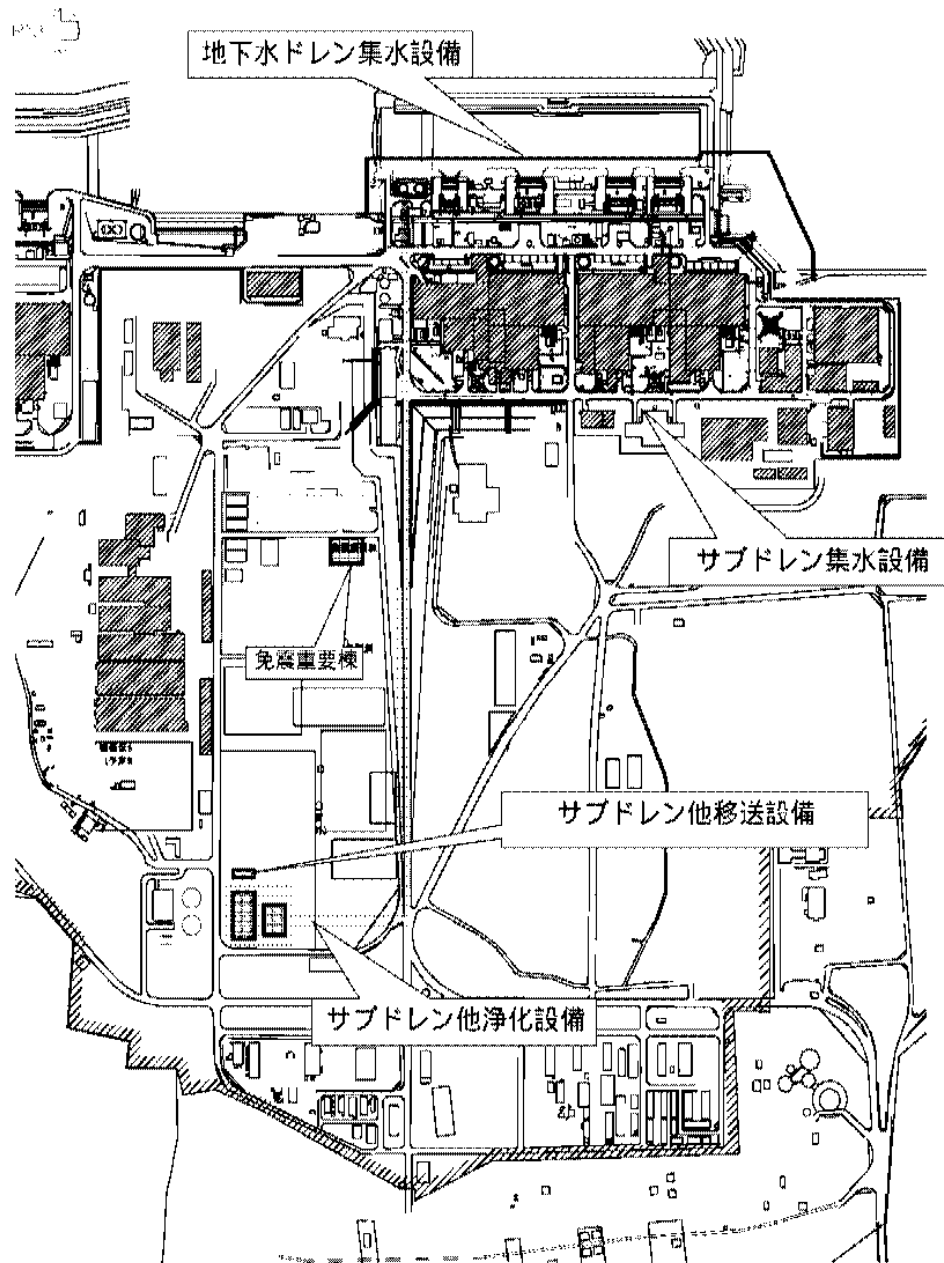 地下水ドレン集水設備
サブドレン集水設備
免震重要棟
サブドレン他移送設備
サブドレン他浄化設備